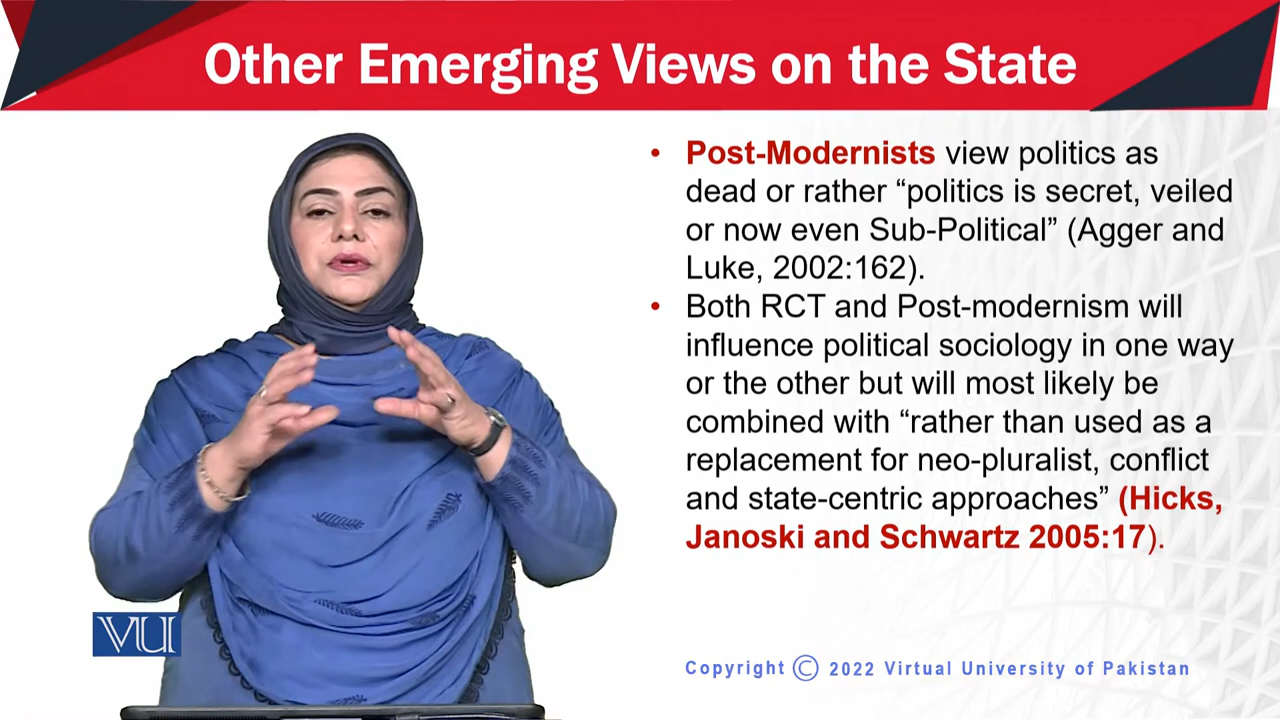 Other Emerging Views on the State
• Post-Modernists view politics as
dead or rather “politics is secret, veiled
or now even Sub-Political” (Agger and
Luke, 2002:162).
• Both RCT and Post-modernism will
influence political sociology in one way
or the other but will most likely be
combined with “rather than used as a
replacement for neo-pluralist, conflict
and state-centric approaches” (Hicks,
Janoski and Schwartz 2005:17).
VU
Copyright © 2022 Virtual University of Pakistan